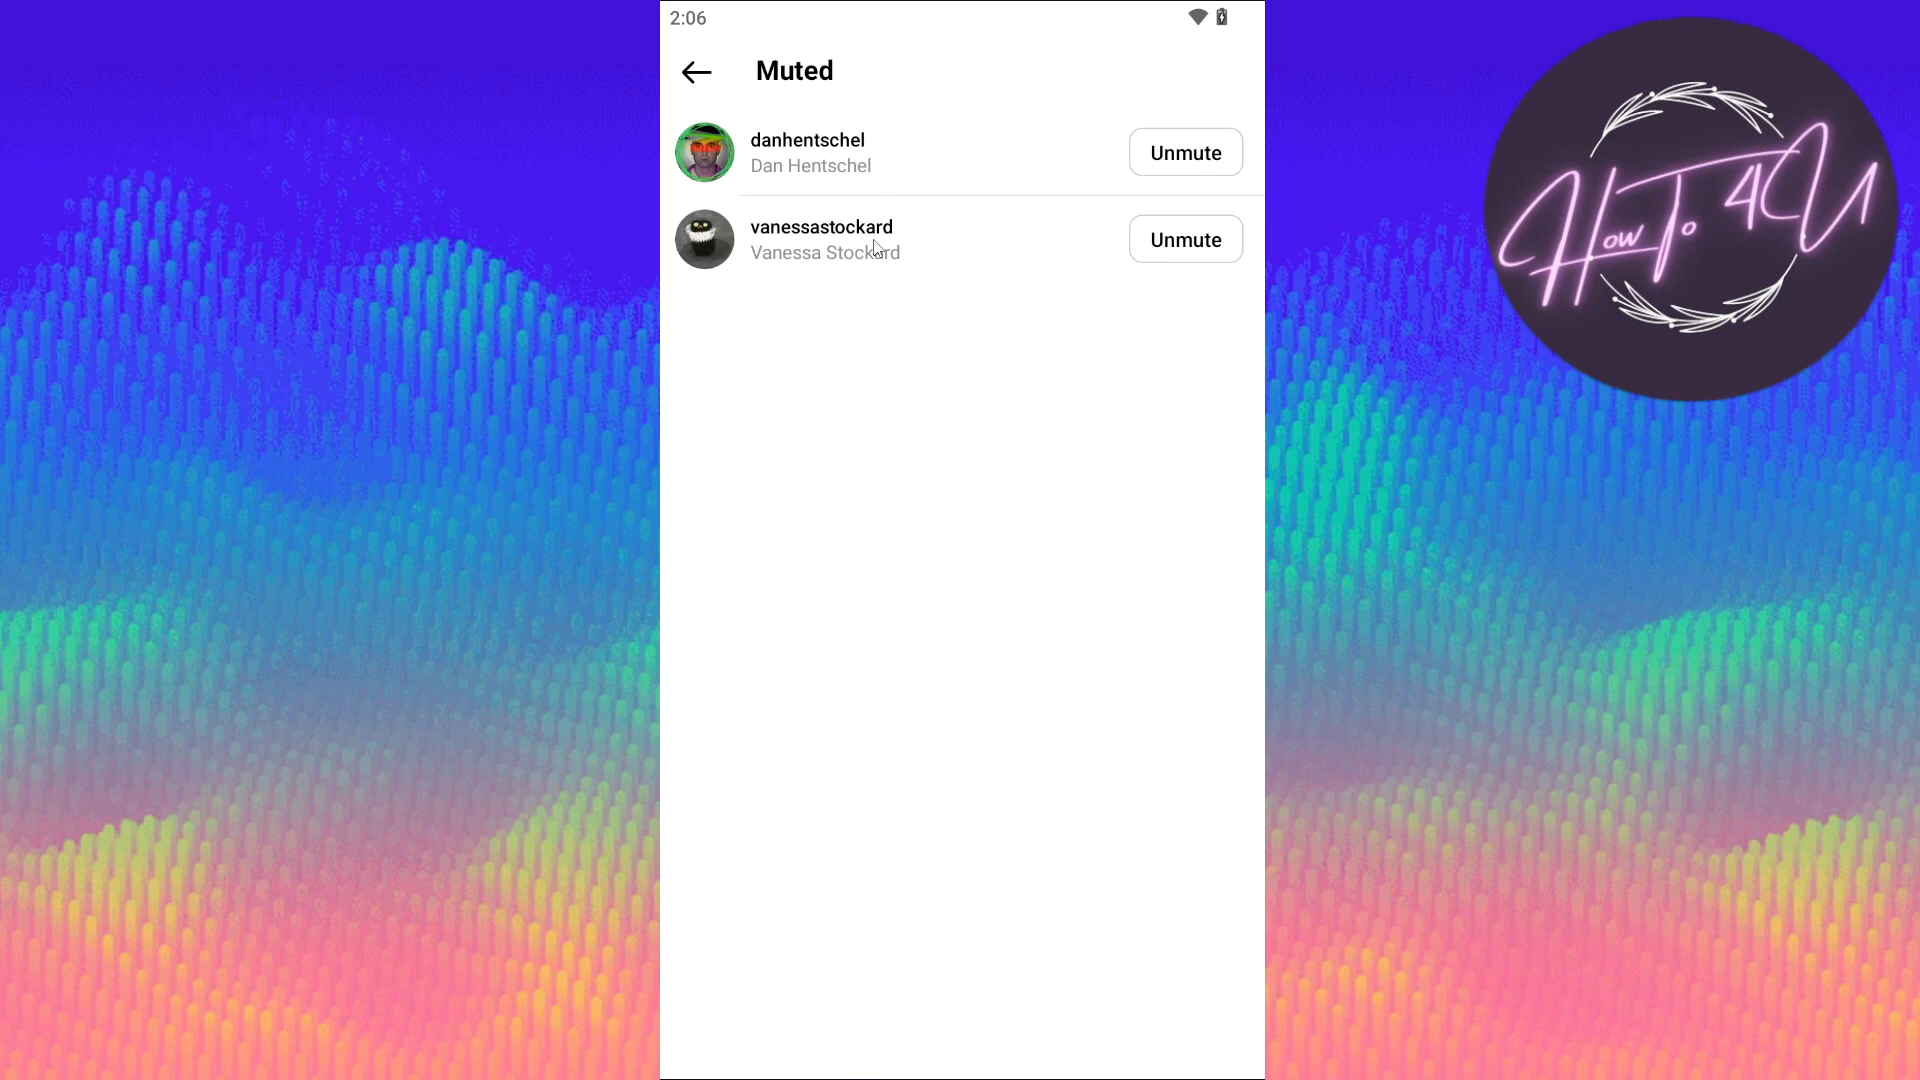 2:06
Muted
danhentschel
Dan Hentschel
Unmute
vanessastockard
Vanessa Stockard
Unmute
How To 4U